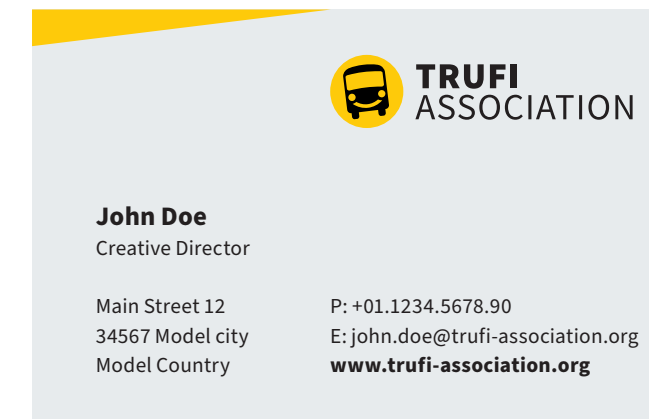 TRUFI
ASSOCIATION
John Doe
Creative Director
Main Street 12
34567 Model city
Model Country
P: +01.1234.5678.90
E: john.doe@trufi-association.org
www.trufi-association.org